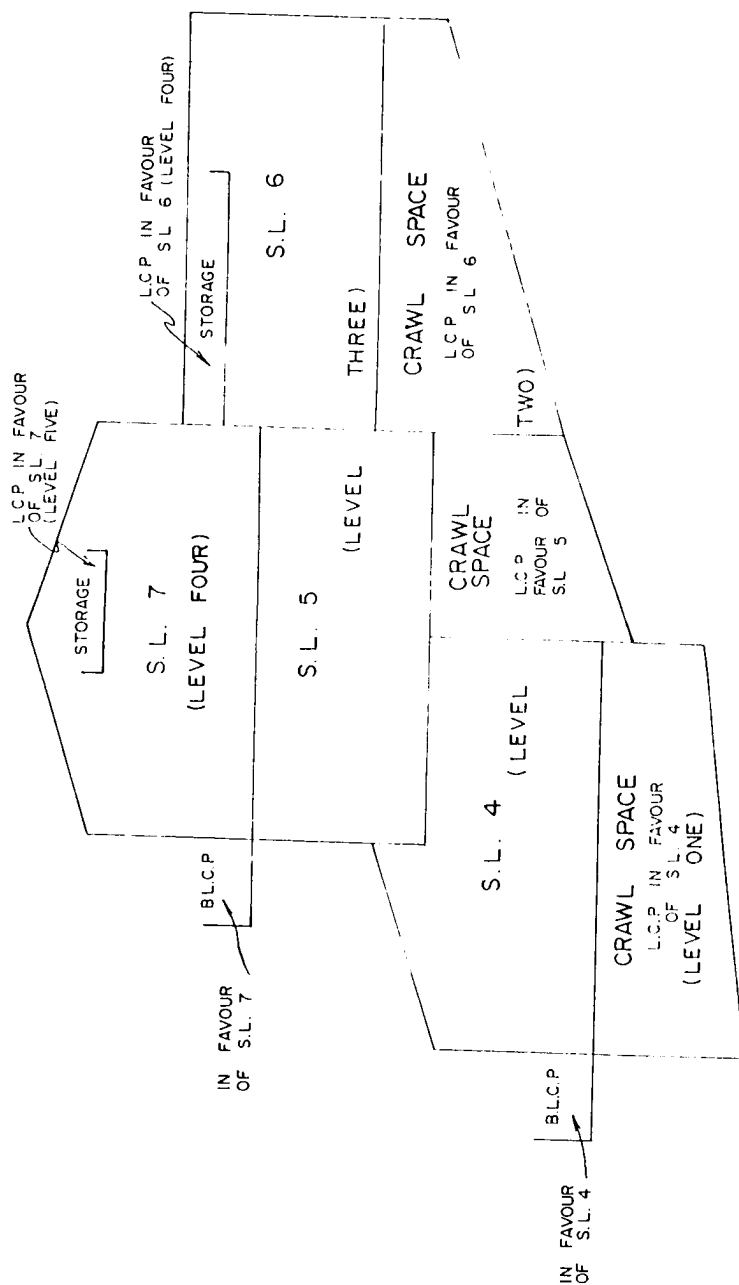 L.C.P IN FAVOUR
OF S.L. 7
(LEVEL FIVE)
STORAGE
S. L. 7
(LEVEL FOUR)
B L.C.P
IN FAVOUR
OF S.L. 7
L.C.P IN FAVOUR
OF SL 6 (LEVEL FOUR)
STORAGE
S.L. 6
S. L. 5
(LEVEL THREE)
CRAWL SPACE
L.C.P IN FAVOUR
OF S L 6
CRAWL
SPACE
L.C.P IN
FAVOUR OF
S.L 5
S.L. 4
(LEVEL TWO)
B.L.C.P
IN FAVOUR
OF S.L. 4
CRAWL SPACE
L.C.P IN FAVOUR
OF S.L. 4
(LEVEL ONE)